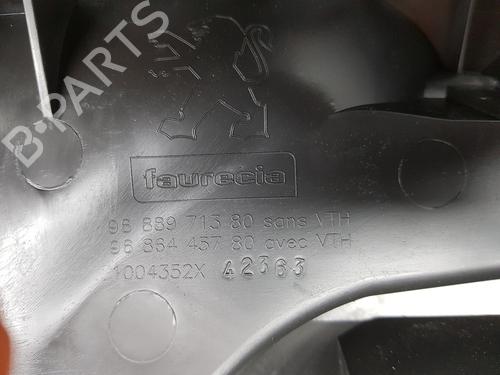 B-PARTS
faurecia
96 889 713 80 sans VTH
96 864 457 80 avec VTH
1004352X 42363